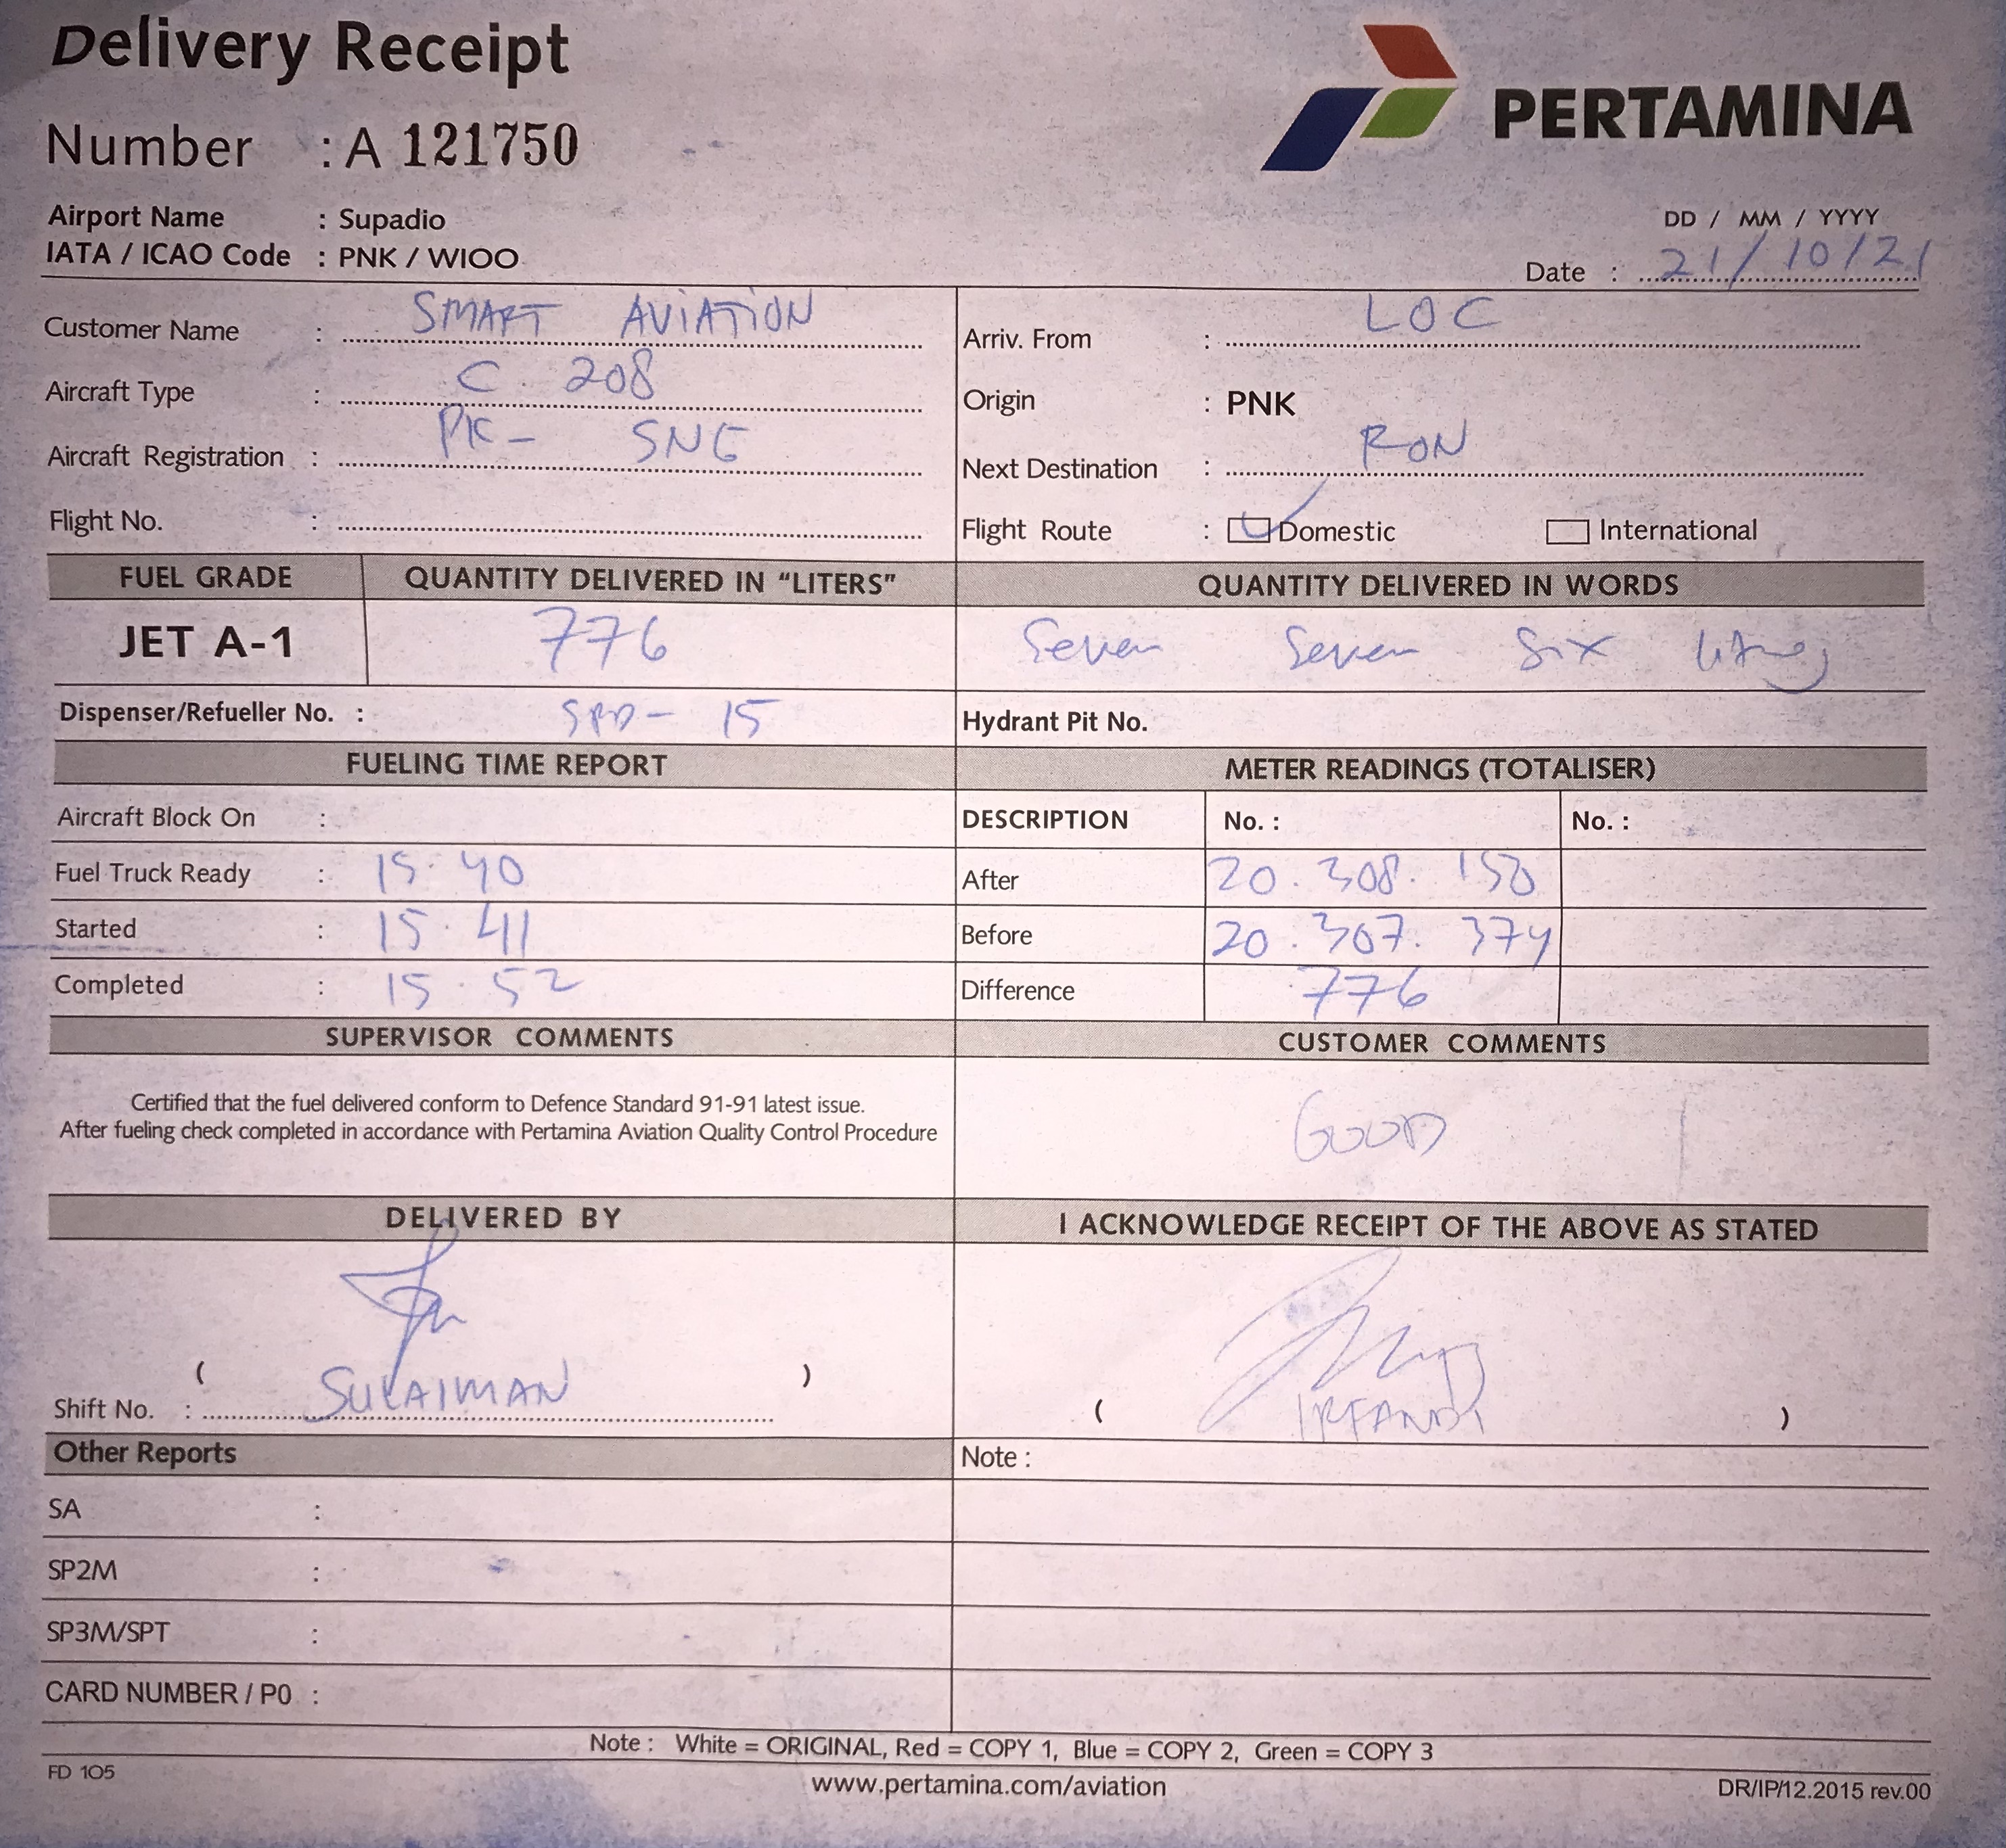 Delivery Receipt
PERTAMINA
Number : A 121750
Airport Name : Supadio
IATA / ICAO Code : PNK / WIOO
DD / MM / YYYY
Date : 21/10/21
Customer Name : SMART AVIATION
Aircraft Type : C 208
Aircraft Registration : PK- SNG
Flight No. :
Arriv. From : LOC
Origin : PNK
Next Destination : RON
Flight Route : Domestic International
FUEL GRADE QUANTITY DELIVERED IN "LITERS" QUANTITY DELIVERED IN WORDS
JET A-1 776 Seven Seven Six
Dispenser/Refueller No. : SPD- 15 Hydrant Pit No.
FUELING TIME REPORT METER READINGS (TOTALISER)
Aircraft Block On : DESCRIPTION No. : No. :
Fuel Truck Ready : 15.40 After 20.308.150
Started : 15.41 Before 20.307.374
Completed : 15.52 Difference 776
SUPERVISOR COMMENTS CUSTOMER COMMENTS
Certified that the fuel delivered conform to Defence Standard 91-91 latest issue.
After fueling check completed in accordance with Pertamina Aviation Quality Control Procedure
GOOD
DELIVERED BY I ACKNOWLEDGE RECEIPT OF THE ABOVE AS STATED
( SULAIMAN )
Shift No. :
( IRFANDI )
Other Reports Note :
SA :
SP2M :
SP3M/SPT :
CARD NUMBER / P0 :
Note : White = ORIGINAL, Red = COPY 1, Blue = COPY 2, Green = COPY 3
FD 105 www.pertamina.com/aviation DR/IP/12.2015 rev.00